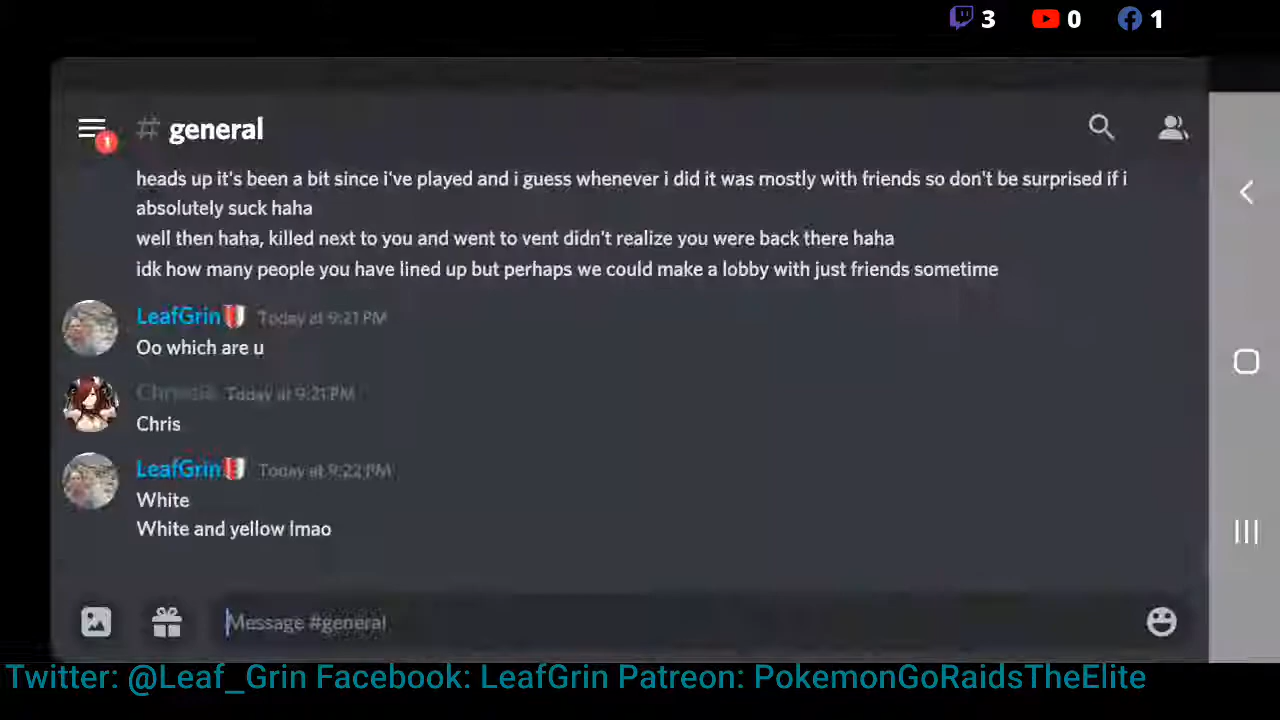 3 0 1
1
# general
heads up it's been a bit since i've played and i guess whenever i did it was mostly with friends so don't be surprised if i
absolutely suck haha
well then haha, killed next to you and went to vent didn't realize you were back there haha
idk how many people you have lined up but perhaps we could make a lobby with just friends sometime
LeafGrin Today at 9:21 PM
Oo which are u
Today at 9:21 PM
Chris
LeafGrin Today at 9:22 PM
White
White and yellow lmao
Message #general
Twitter: @Leaf_Grin Facebook: LeafGrin Patreon: PokemonGoRaidsTheElite